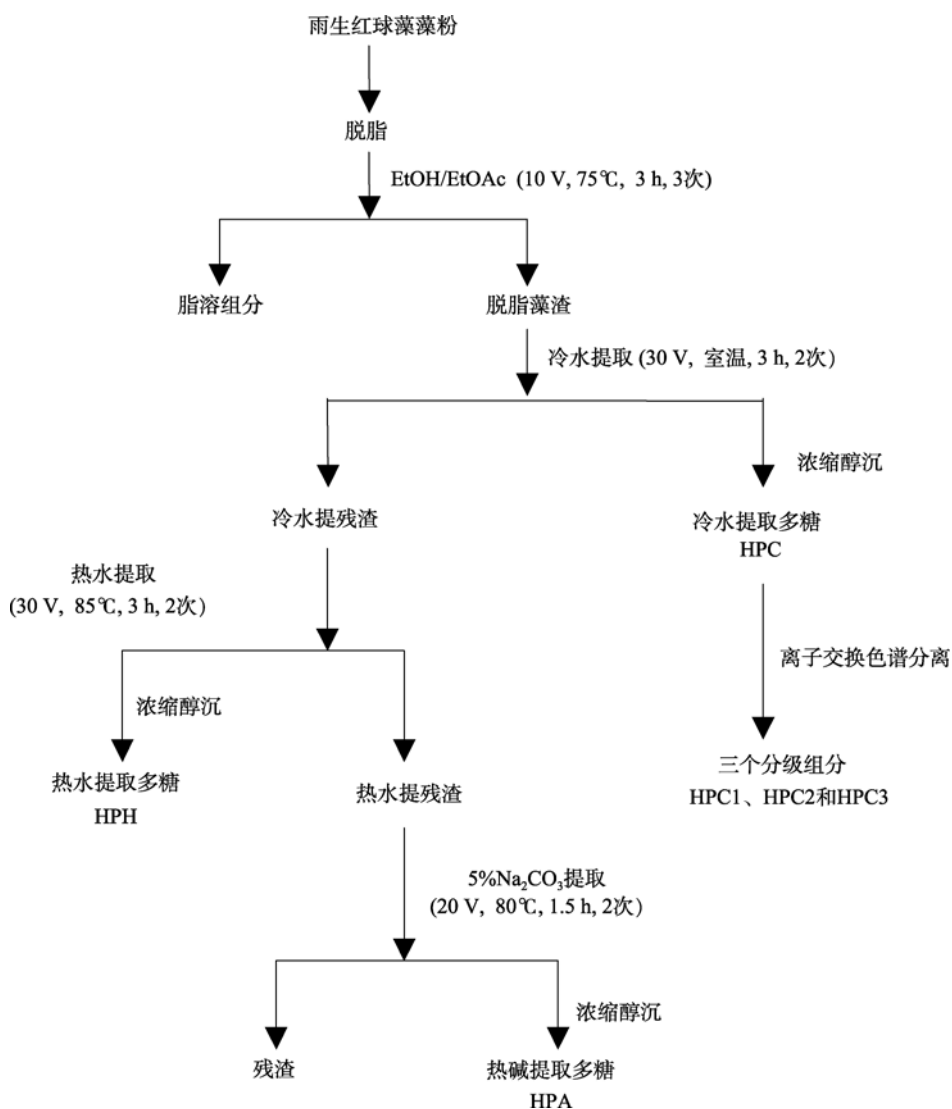 雨生红球藻藻粉
脱脂
EtOH/EtOAc (10 V, 75℃, 3 h, 3次)
脂溶组分
脱脂藻渣
冷水提取 (30 V, 室温, 3 h, 2次)
浓缩醇沉
冷水提残渣
冷水提取多糖
HPC
热水提取
(30 V, 85℃, 3 h, 2次)
离子交换色谱分离
浓缩醇沉
热水提取多糖
HPH
热水提残渣
三个分级组分
HPC1、HPC2和HPC3
5%Na₂CO₃提取
(20 V, 80℃, 1.5 h, 2次)
浓缩醇沉
残渣
热碱提取多糖
HPA